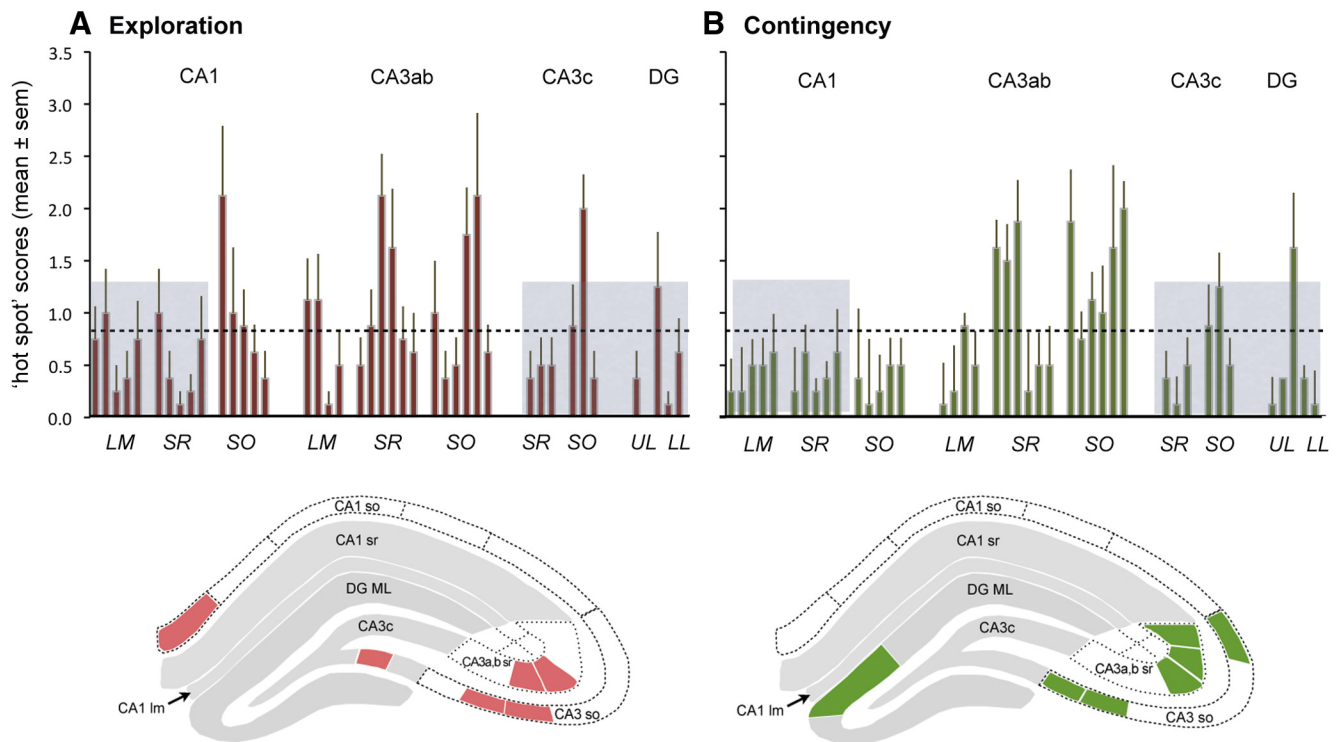 A Exploration
B Contingency
'hot spot' scores (mean ± sem)
3.5
3.0
2.5
2.0
1.5
1.0
0.5
0.0
CA1 CA3ab CA3c DG
CA1 CA3ab CA3c DG
LM SR SO LM SR SO SR SO UL LL
LM SR SO LM SR SO SR SO UL LL
CA1 so
CA1 sr
DG ML
CA3c
CA3a,b sr
CA1 lm
CA3 so
CA1 so
CA1 sr
DG ML
CA3c
CA3a,b sr
CA1 lm
CA3 so